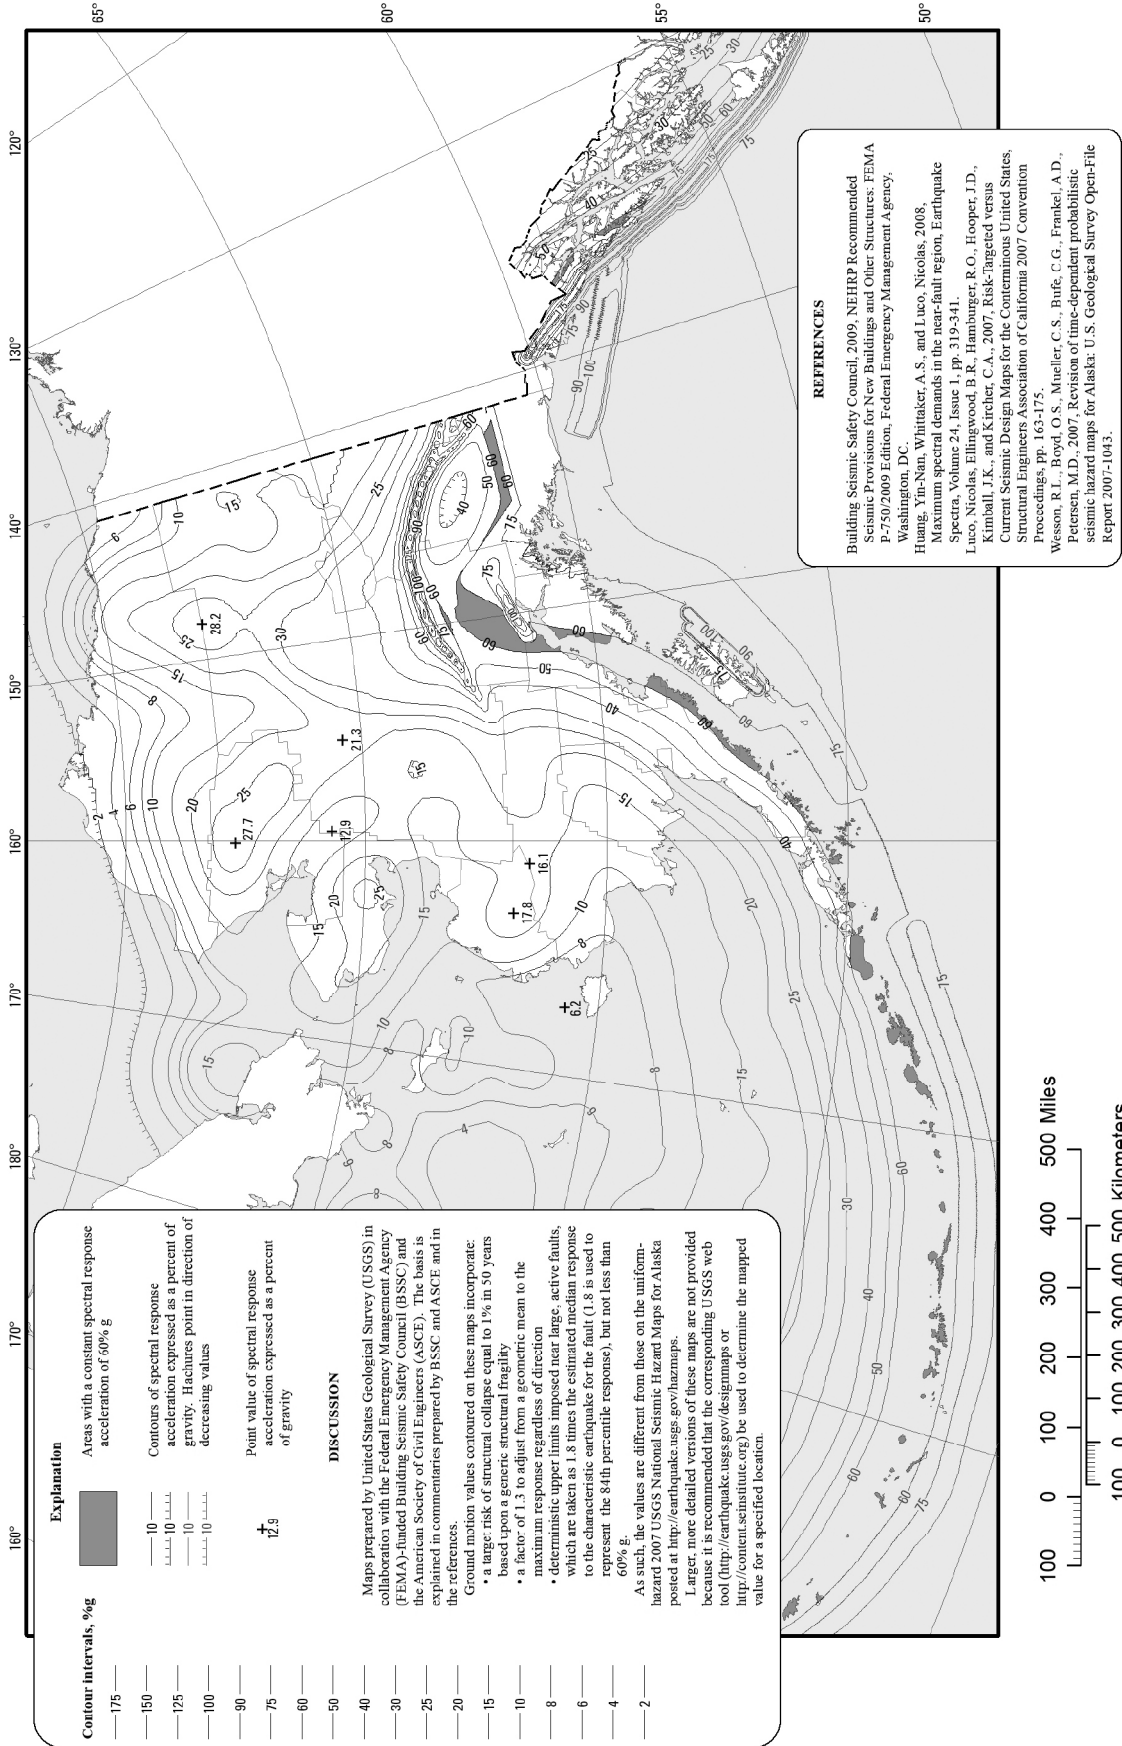 Explanation
Contour intervals, %g
175
150
125
100
90
75
60
50
40
30
25
20
15
10
8
6
4
2
Areas with a constant spectral response
acceleration of 60% g
10
10
10
10
Contours of spectral response
acceleration expressed as a percent of
gravity. Hachures point in direction of
decreasing values
+
12.9
Point value of spectral response
acceleration expressed as a percent
of gravity
DISCUSSION
Maps prepared by United States Geological Survey (USGS) in
collaboration with the Federal Emergency Management Agency
(FEMA)-funded Building Seismic Safety Council (BSSC) and
the American Society of Civil Engineers (ASCE). The basis is
explained in commentaries prepared by BSSC and ASCE and in
the references.
Ground motion values contoured on these maps incorporate:
• a target risk of structural collapse equal to 1% in 50 years
based upon a generic structural fragility
• a factor of 1.3 to adjust from a geometric mean to the
maximum response regardless of direction
• deterministic upper limits imposed near large, active faults,
which are taken as 1.8 times the estimated median response
to the characteristic earthquake for the fault (1.8 is used to
represent the 84th percentile response), but not less than
60% g.
As such, the values are different from those on the uniform-
hazard 2007 USGS National Seismic Hazard Maps for Alaska
posted at http://earthquake.usgs.gov/hazmaps.
Larger, more detailed versions of these maps are not provided
because it is recommended that the corresponding USGS web
tool (http://earthquake.usgs.gov/designmaps or
http://content.seinstitute.org) be used to determine the mapped
value for a specified location.
160°
170°
180°
170°
160°
150°
140°
130°
120°
65°
60°
55°
50°
28.2
27.7
21.3
12.9
16.1
17.8
6.2
REFERENCES
Building Seismic Safety Council, 2009, NEHRP Recommended
Seismic Provisions for New Buildings and Other Structures: FEMA
P-750/2009 Edition, Federal Emergency Management Agency,
Washington, DC.
Huang, Yin-Nan, Whittaker, A.S., and Luco, Nicolas, 2008,
Maximum spectral demands in the near-fault region, Earthquake
Spectra, Volume 24, Issue 1, pp. 319-341.
Luco, Nicolas, Ellingwood, B.R., Hamburger, R.O., Hooper, J.D.,
Kimball, J.K., and Kircher, C.A., 2007, Risk-Targeted versus
Current Seismic Design Maps for the Conterminous United States,
Structural Engineers Association of California 2007 Convention
Proceedings, pp. 163-175.
Wesson, R.L., Boyd, O.S., Mueller, C.S., Bufe, C.G., Frankel, A.D.,
Petersen, M.D., 2007, Revision of time-dependent probabilistic
seismic hazard maps for Alaska: U.S. Geological Survey Open-File
Report 2007-1043.
100 0 100 200 300 400 500 Miles
100 0 100 200 300 400 500 Kilometers